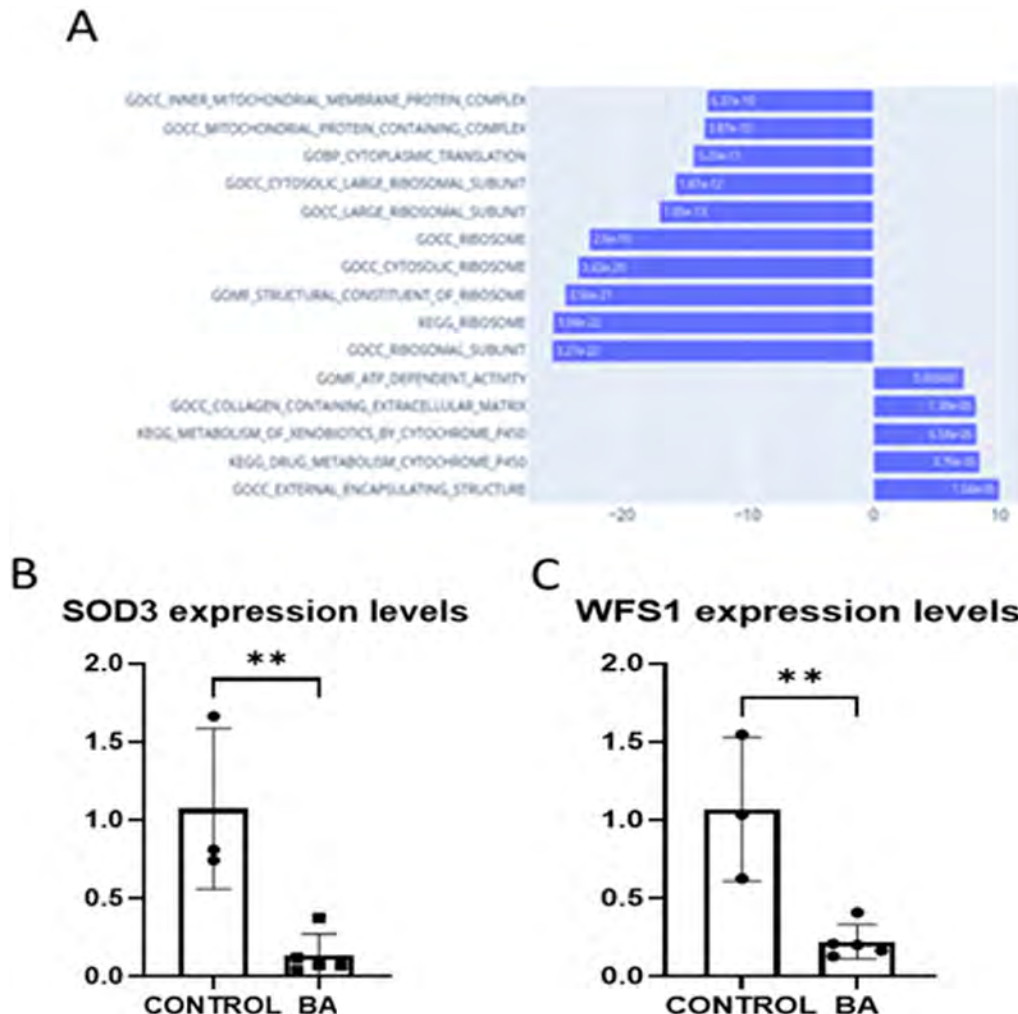 A
GOCC_INNER_MITOCHONDRIAL_MEMBRANE_PROTEIN_COMPLEX
GOCC_MITOCHONDRIAL_PROTEIN_CONTAINING_COMPLEX
GOBP_CYTOPLASMIC_TRANSLATION
GOCC_CYTOSOLIC_LARGE_RIBOSOMAL_SUBUNIT
GOCC_LARGE_RIBOSOMAL_SUBUNIT
GOCC_RIBOSOME
GOCC_CYTOSOLIC_RIBOSOME
GOMF_STRUCTURAL_CONSTITUENT_OF_RIBOSOME
KEGG_RIBOSOME
GOCC_RIBOSOMAL_SUBUNIT
GOMF_ATP_DEPENDENT_ACTIVITY
GOCC_COLLAGEN_CONTAINING_EXTRACELLULAR_MATRIX
KEGG_METABOLISM_OF_XENOBIOTICS_BY_CYTOCHROME_P450
KEGG_DRUG_METABOLISM_CYTOCHROME_P450
GOCC_EXTERNAL_ENCAPSULATING_STRUCTURE
−20 −10 0 10
B
SOD3 expression levels
2.0
1.5
1.0
0.5
0.0
**
CONTROL BA
C
WFS1 expression levels
2.0
1.5
1.0
0.5
0.0
**
CONTROL BA